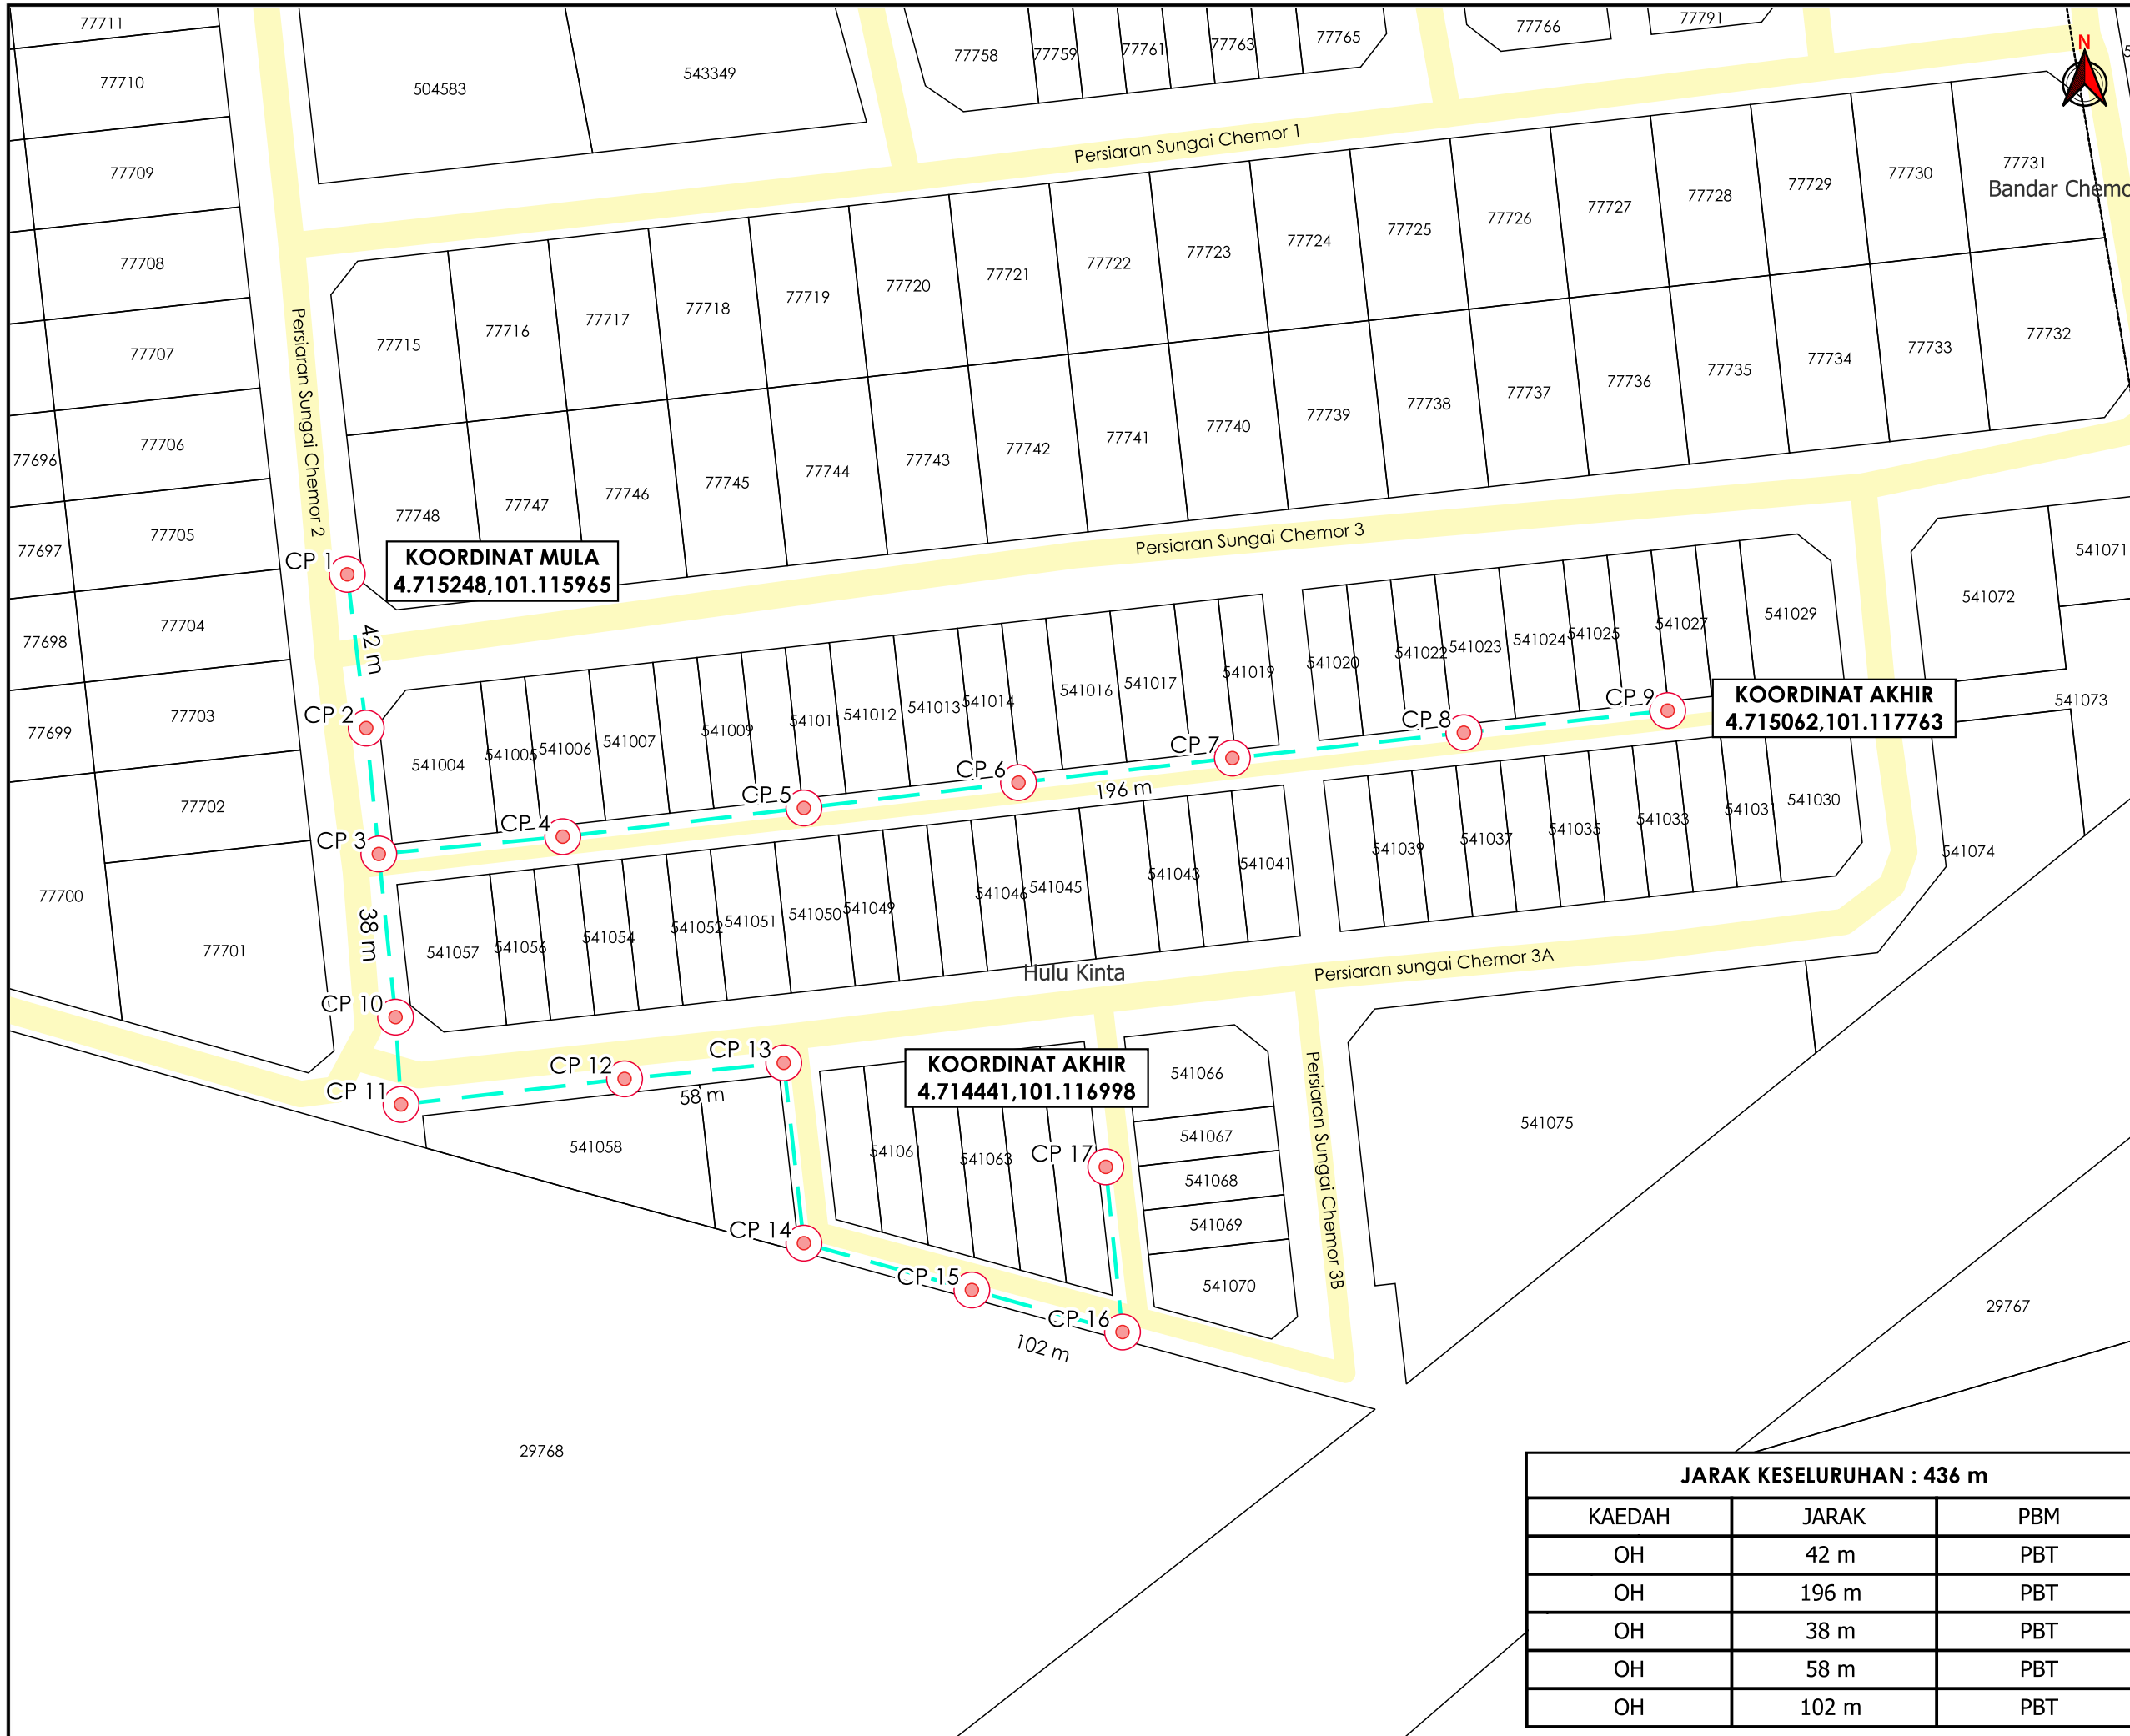 77711
77710
77709
77708
77707
77706
77705
77704
77703
77702
77701
77700
77696
77697
77698
77699
504583
543349
77758
77759
77761
77763
77765
77766
77791
N
Persiaran Sungai Chemor 1
Bandar Chemo
77715
77716
77717
77718
77719
77720
77721
77722
77723
77724
77725
77726
77727
77728
77729
77730
77731
77748
77747
77746
77745
77744
77743
77742
77741
77740
77739
77738
77737
77736
77735
77734
77733
77732
Persiaran Sungai Chemor 2
Persiaran Sungai Chemor 3
CP 1
KOORDINAT MULA
4.715248,101.115965
42 m
CP 2
CP 3
CP 4
CP 5
CP 6
CP 7
CP 8
CP 9
196 m
KOORDINAT AKHIR
4.715062,101.117763
541004
541005
541006
541007
541009
541011
541012
541013
541014
541016
541017
541019
541020
541022
541023
541024
541025
541027
541029
541072
541071
541073
541074
541057
541056
541054
541052
541051
541050
541049
541046
541045
541043
541041
541039
541037
541035
541033
541031
541030
38 m
Hulu Kinta
Persiaran sungai Chemor 3A
CP 10
CP 11
CP 12
CP 13
58 m
KOORDINAT AKHIR
4.714441,101.116998
541058
541061
541063
CP 17
541066
541067
541068
541069
541070
Persiaran Sungai Chemor 3B
541075
CP 14
CP 15
CP 16
102 m
29767
29768
JARAK KESELURUHAN : 436 m
KAEDAH JARAK PBM
OH 42 m PBT
OH 196 m PBT
OH 38 m PBT
OH 58 m PBT
OH 102 m PBT